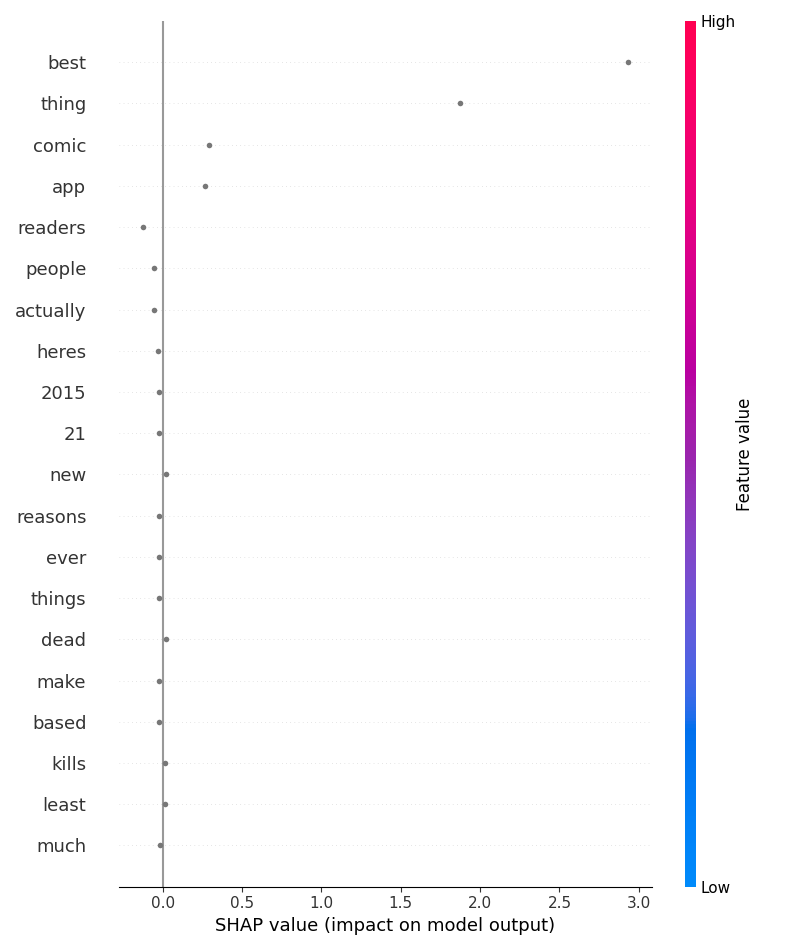 High
best
thing
comic
app
readers
people
actually
heres
2015
21
new
reasons
ever
things
dead
make
based
kills
least
much
Feature value
Low
0.0 0.5 1.0 1.5 2.0 2.5 3.0
SHAP value (impact on model output)